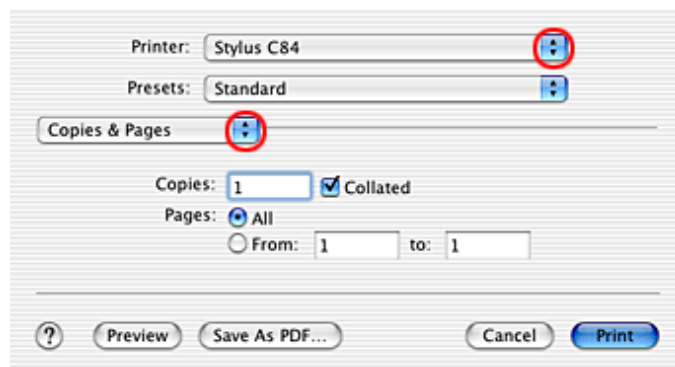 Printer: Stylus C84
Presets: Standard
Copies & Pages
Copies: 1 Collated
Pages: All
From: 1 to: 1
? Preview Save As PDF... Cancel Print